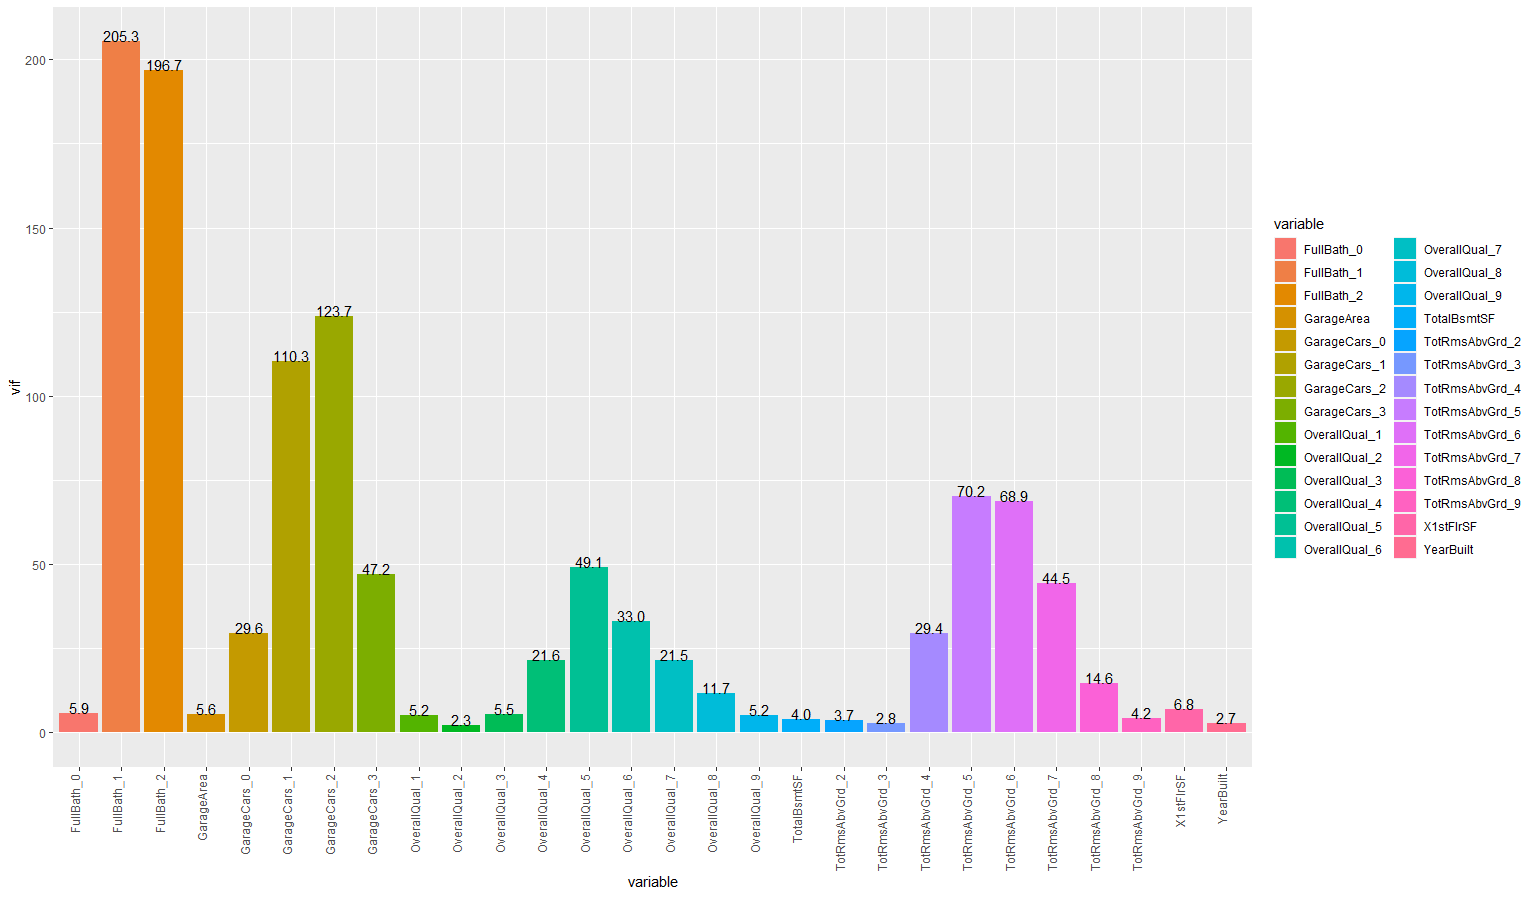 vif
200
150
100
50
0
205.3
196.7
123.7
110.3
70.2
68.9
49.1
47.2
44.5
33.0
29.6
29.4
21.6
21.5
14.6
11.7
5.9
5.6
5.2
2.3
5.5
5.2
4.0
3.7
2.8
4.2
6.8
2.7
FullBath_0
FullBath_1
FullBath_2
GarageArea
GarageCars_0
GarageCars_1
GarageCars_2
GarageCars_3
OverallQual_1
OverallQual_2
OverallQual_3
OverallQual_4
OverallQual_5
OverallQual_6
OverallQual_7
OverallQual_8
OverallQual_9
TotalBsmtSF
TotRmsAbvGrd_2
TotRmsAbvGrd_3
TotRmsAbvGrd_4
TotRmsAbvGrd_5
TotRmsAbvGrd_6
TotRmsAbvGrd_7
TotRmsAbvGrd_8
TotRmsAbvGrd_9
X1stFlrSF
YearBuilt
variable
variable
FullBath_0
FullBath_1
FullBath_2
GarageArea
GarageCars_0
GarageCars_1
GarageCars_2
GarageCars_3
OverallQual_1
OverallQual_2
OverallQual_3
OverallQual_4
OverallQual_5
OverallQual_6
OverallQual_7
OverallQual_8
OverallQual_9
TotalBsmtSF
TotRmsAbvGrd_2
TotRmsAbvGrd_3
TotRmsAbvGrd_4
TotRmsAbvGrd_5
TotRmsAbvGrd_6
TotRmsAbvGrd_7
TotRmsAbvGrd_8
TotRmsAbvGrd_9
X1stFlrSF
YearBuilt